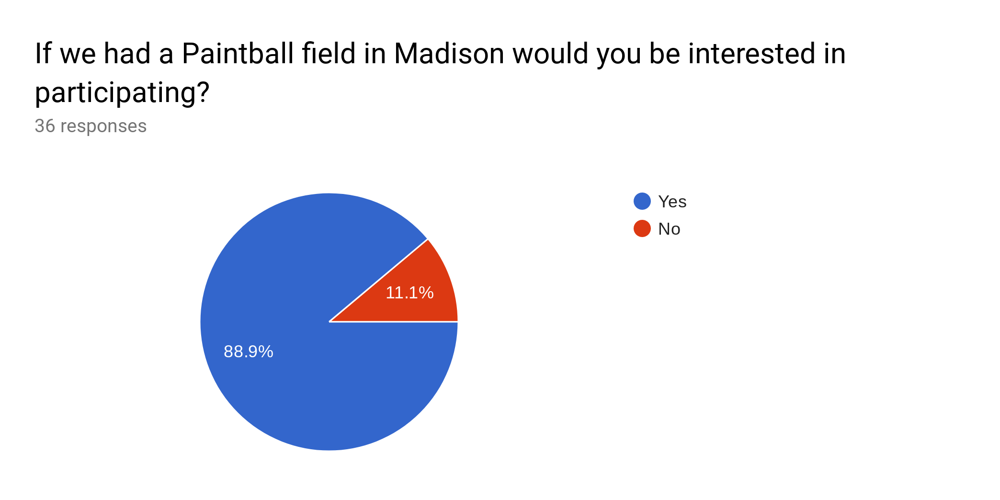 If we had a Paintball field in Madison would you be interested in
participating?
36 responses
Yes
No
11.1%
88.9%